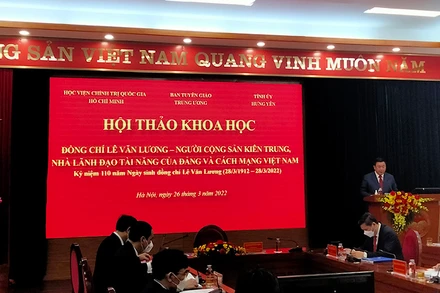 CỘNG SẢN VIỆT NAM QUANG VINH MUÔN NĂM
HỌC VIỆN CHÍNH TRỊ QUỐC GIA
HỒ CHÍ MINH
BAN TUYÊN GIÁO
TRUNG ƯƠNG
TỈNH ỦY
HƯNG YÊN
HỘI THẢO KHOA HỌC
ĐỒNG CHÍ LÊ VĂN LƯƠNG – NGƯỜI CỘNG SẢN KIÊN TRUNG,
NHÀ LÃNH ĐẠO TÀI NĂNG CỦA ĐẢNG VÀ CÁCH MẠNG VIỆT NAM
Kỷ niệm 110 năm Ngày sinh đồng chí Lê Văn Lương (28/3/1912 – 28/3/2022)
Hà Nội, ngày 26 tháng 3 năm 2022